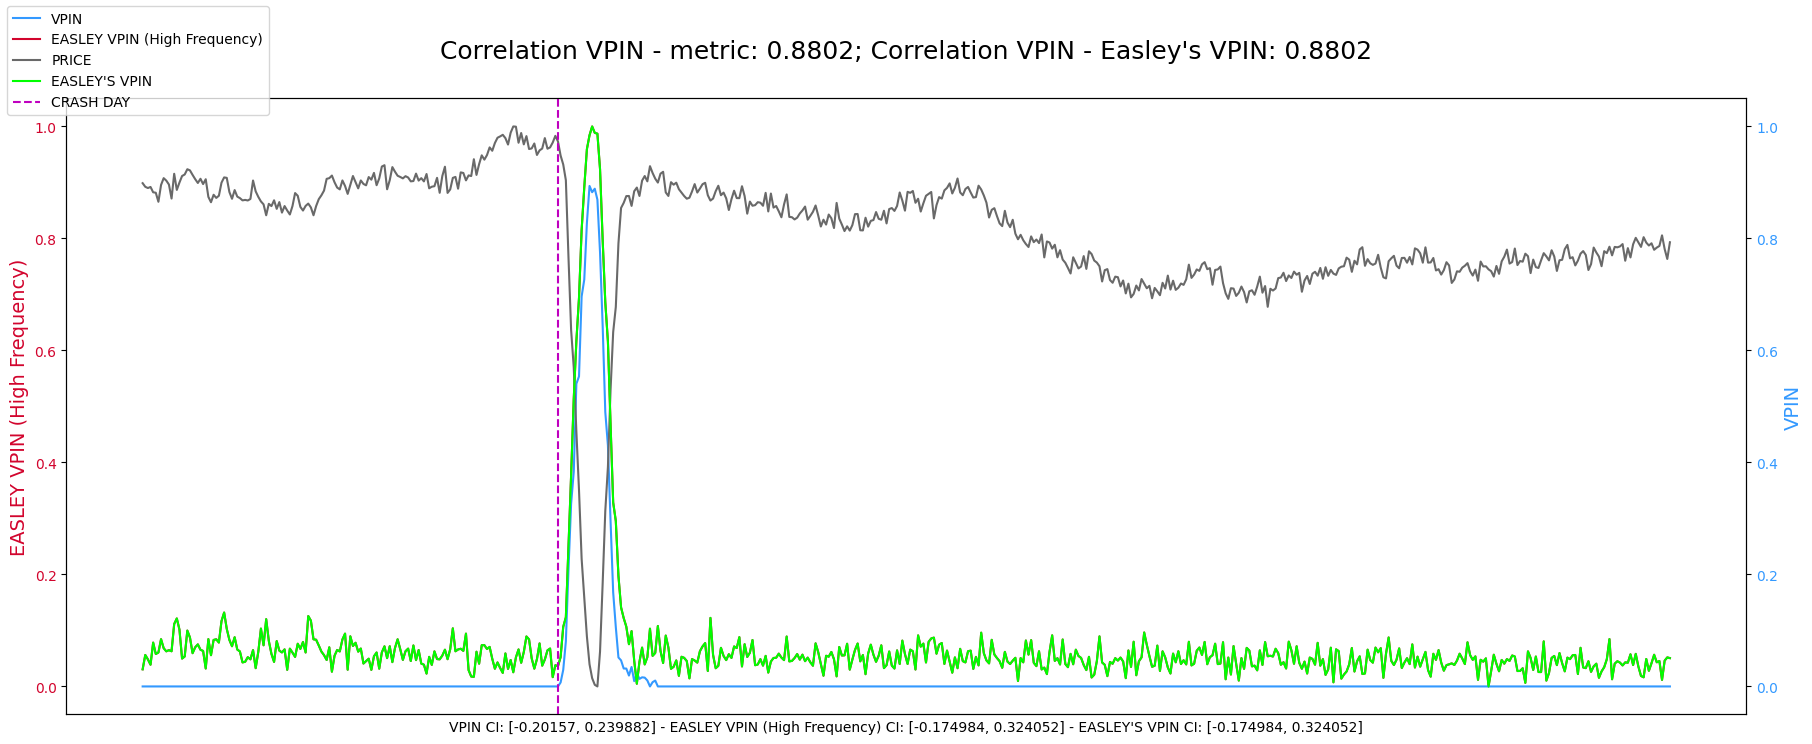 VPIN
EASLEY VPIN (High Frequency)
PRICE
EASLEY'S VPIN
CRASH DAY
Correlation VPIN - metric: 0.8802; Correlation VPIN - Easley's VPIN: 0.8802
EASLEY VPIN (High Frequency)
1.0
0.8
0.6
0.4
0.2
0.0
1.0
0.8
0.6
0.4
0.2
0.0
VPIN
VPIN CI: [-0.20157, 0.239882] - EASLEY VPIN (High Frequency) CI: [-0.174984, 0.324052] - EASLEY'S VPIN CI: [-0.174984, 0.324052]